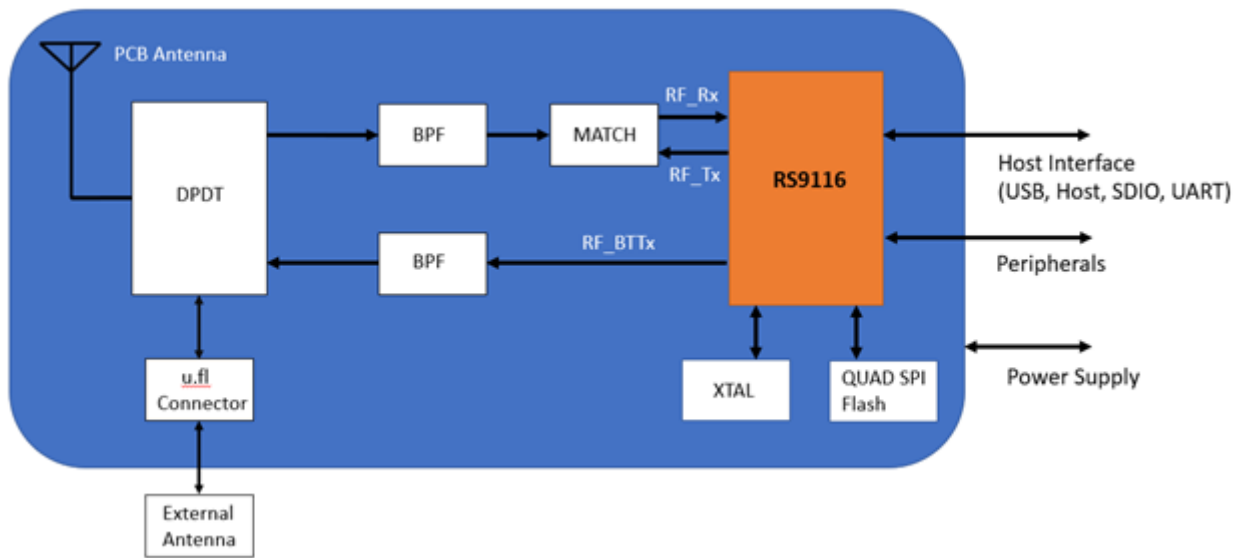 PCB Antenna
DPDT
BPF
MATCH
RF_Rx
RF_Tx
RS9116
BPF
RF_BTTx
u.fl
Connector
XTAL
QUAD SPI
Flash
External
Antenna
Host Interface
(USB, Host, SDIO, UART)
Peripherals
Power Supply